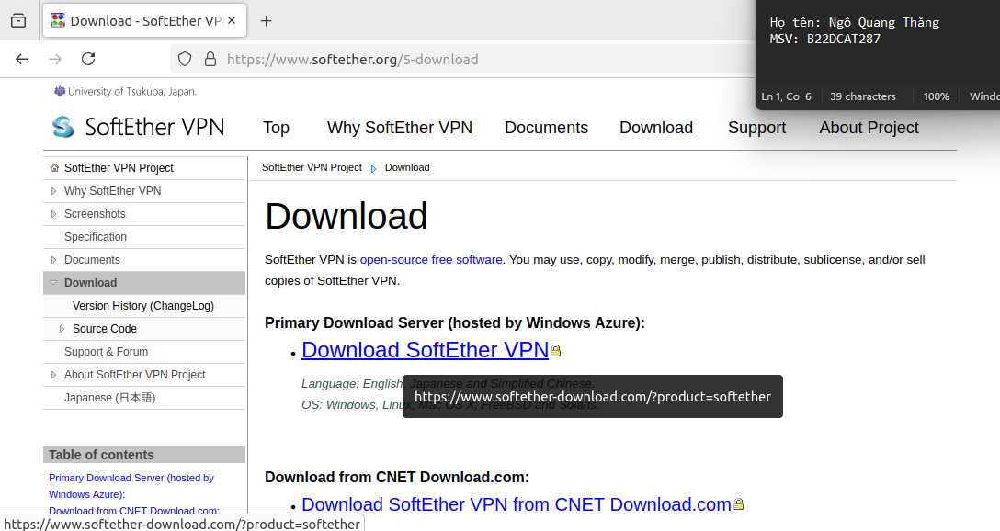 Download - SoftEther VPN
https://www.softether.org/5-download
Họ tên: Ngô Quang Thắng
MSV: B22DCAT287
Ln 1, Col 6
39 characters
100%
University of Tsukuba, Japan.
SoftEther VPN
Top
Why SoftEther VPN
Documents
Download
Support
About Project
SoftEther VPN Project
Why SoftEther VPN
Screenshots
Specification
Documents
Download
Version History (ChangeLog)
Source Code
Support & Forum
About SoftEther VPN Project
Japanese (日本語)
Table of contents
Primary Download Server (hosted by
Windows Azure):
Download from CNET Download.com:
SoftEther VPN Project
Download
Download
SoftEther VPN is open-source free software. You may use, copy, modify, merge, publish, distribute, sublicense, and/or sell
copies of SoftEther VPN.
Primary Download Server (hosted by Windows Azure):
• Download SoftEther VPN
Language: English, Japanese and Simplified Chinese.
OS: Windows, Linux, Mac OS X, FreeBSD and Solaris.
https://www.softether-download.com/?product=softether
Download from CNET Download.com:
• Download SoftEther VPN from CNET Download.com
https://www.softether-download.com/?product=softether